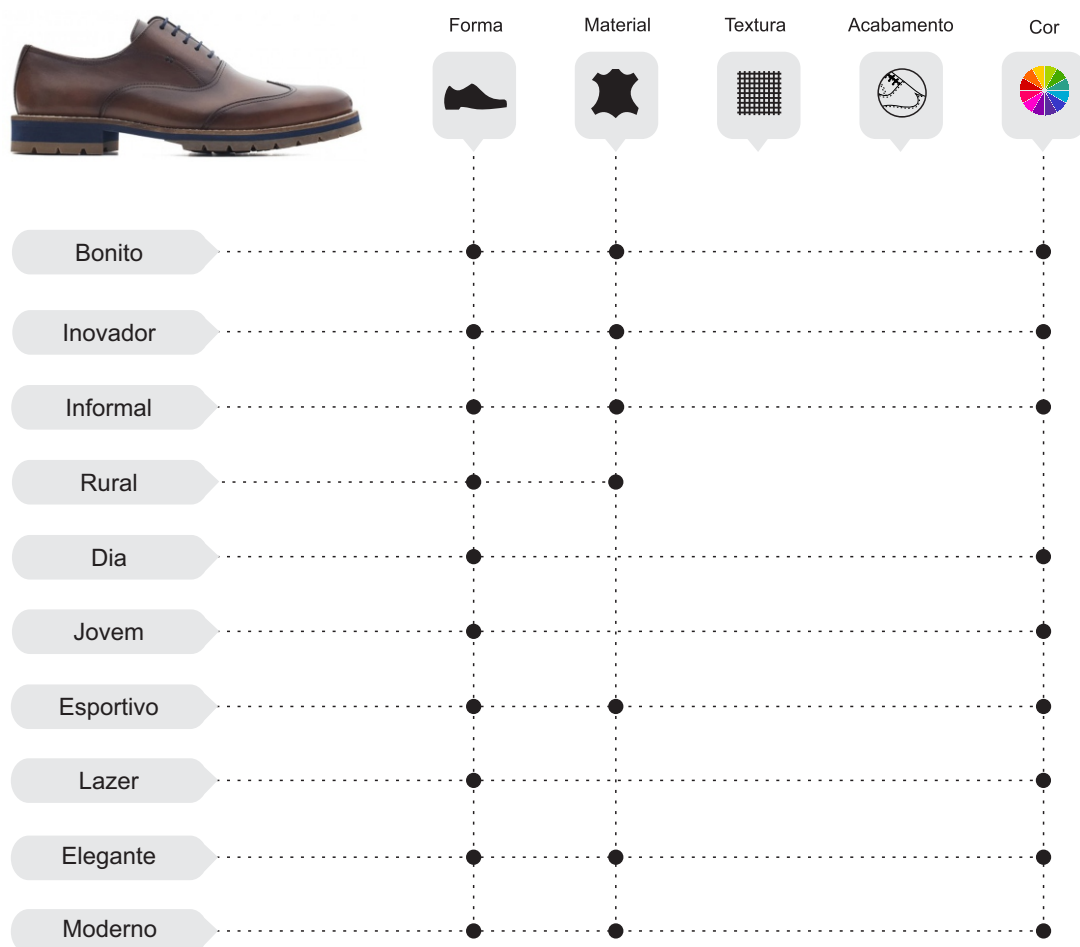 Forma Material Textura Acabamento Cor
Bonito
Inovador
Informal
Rural
Dia
Jovem
Esportivo
Lazer
Elegante
Moderno